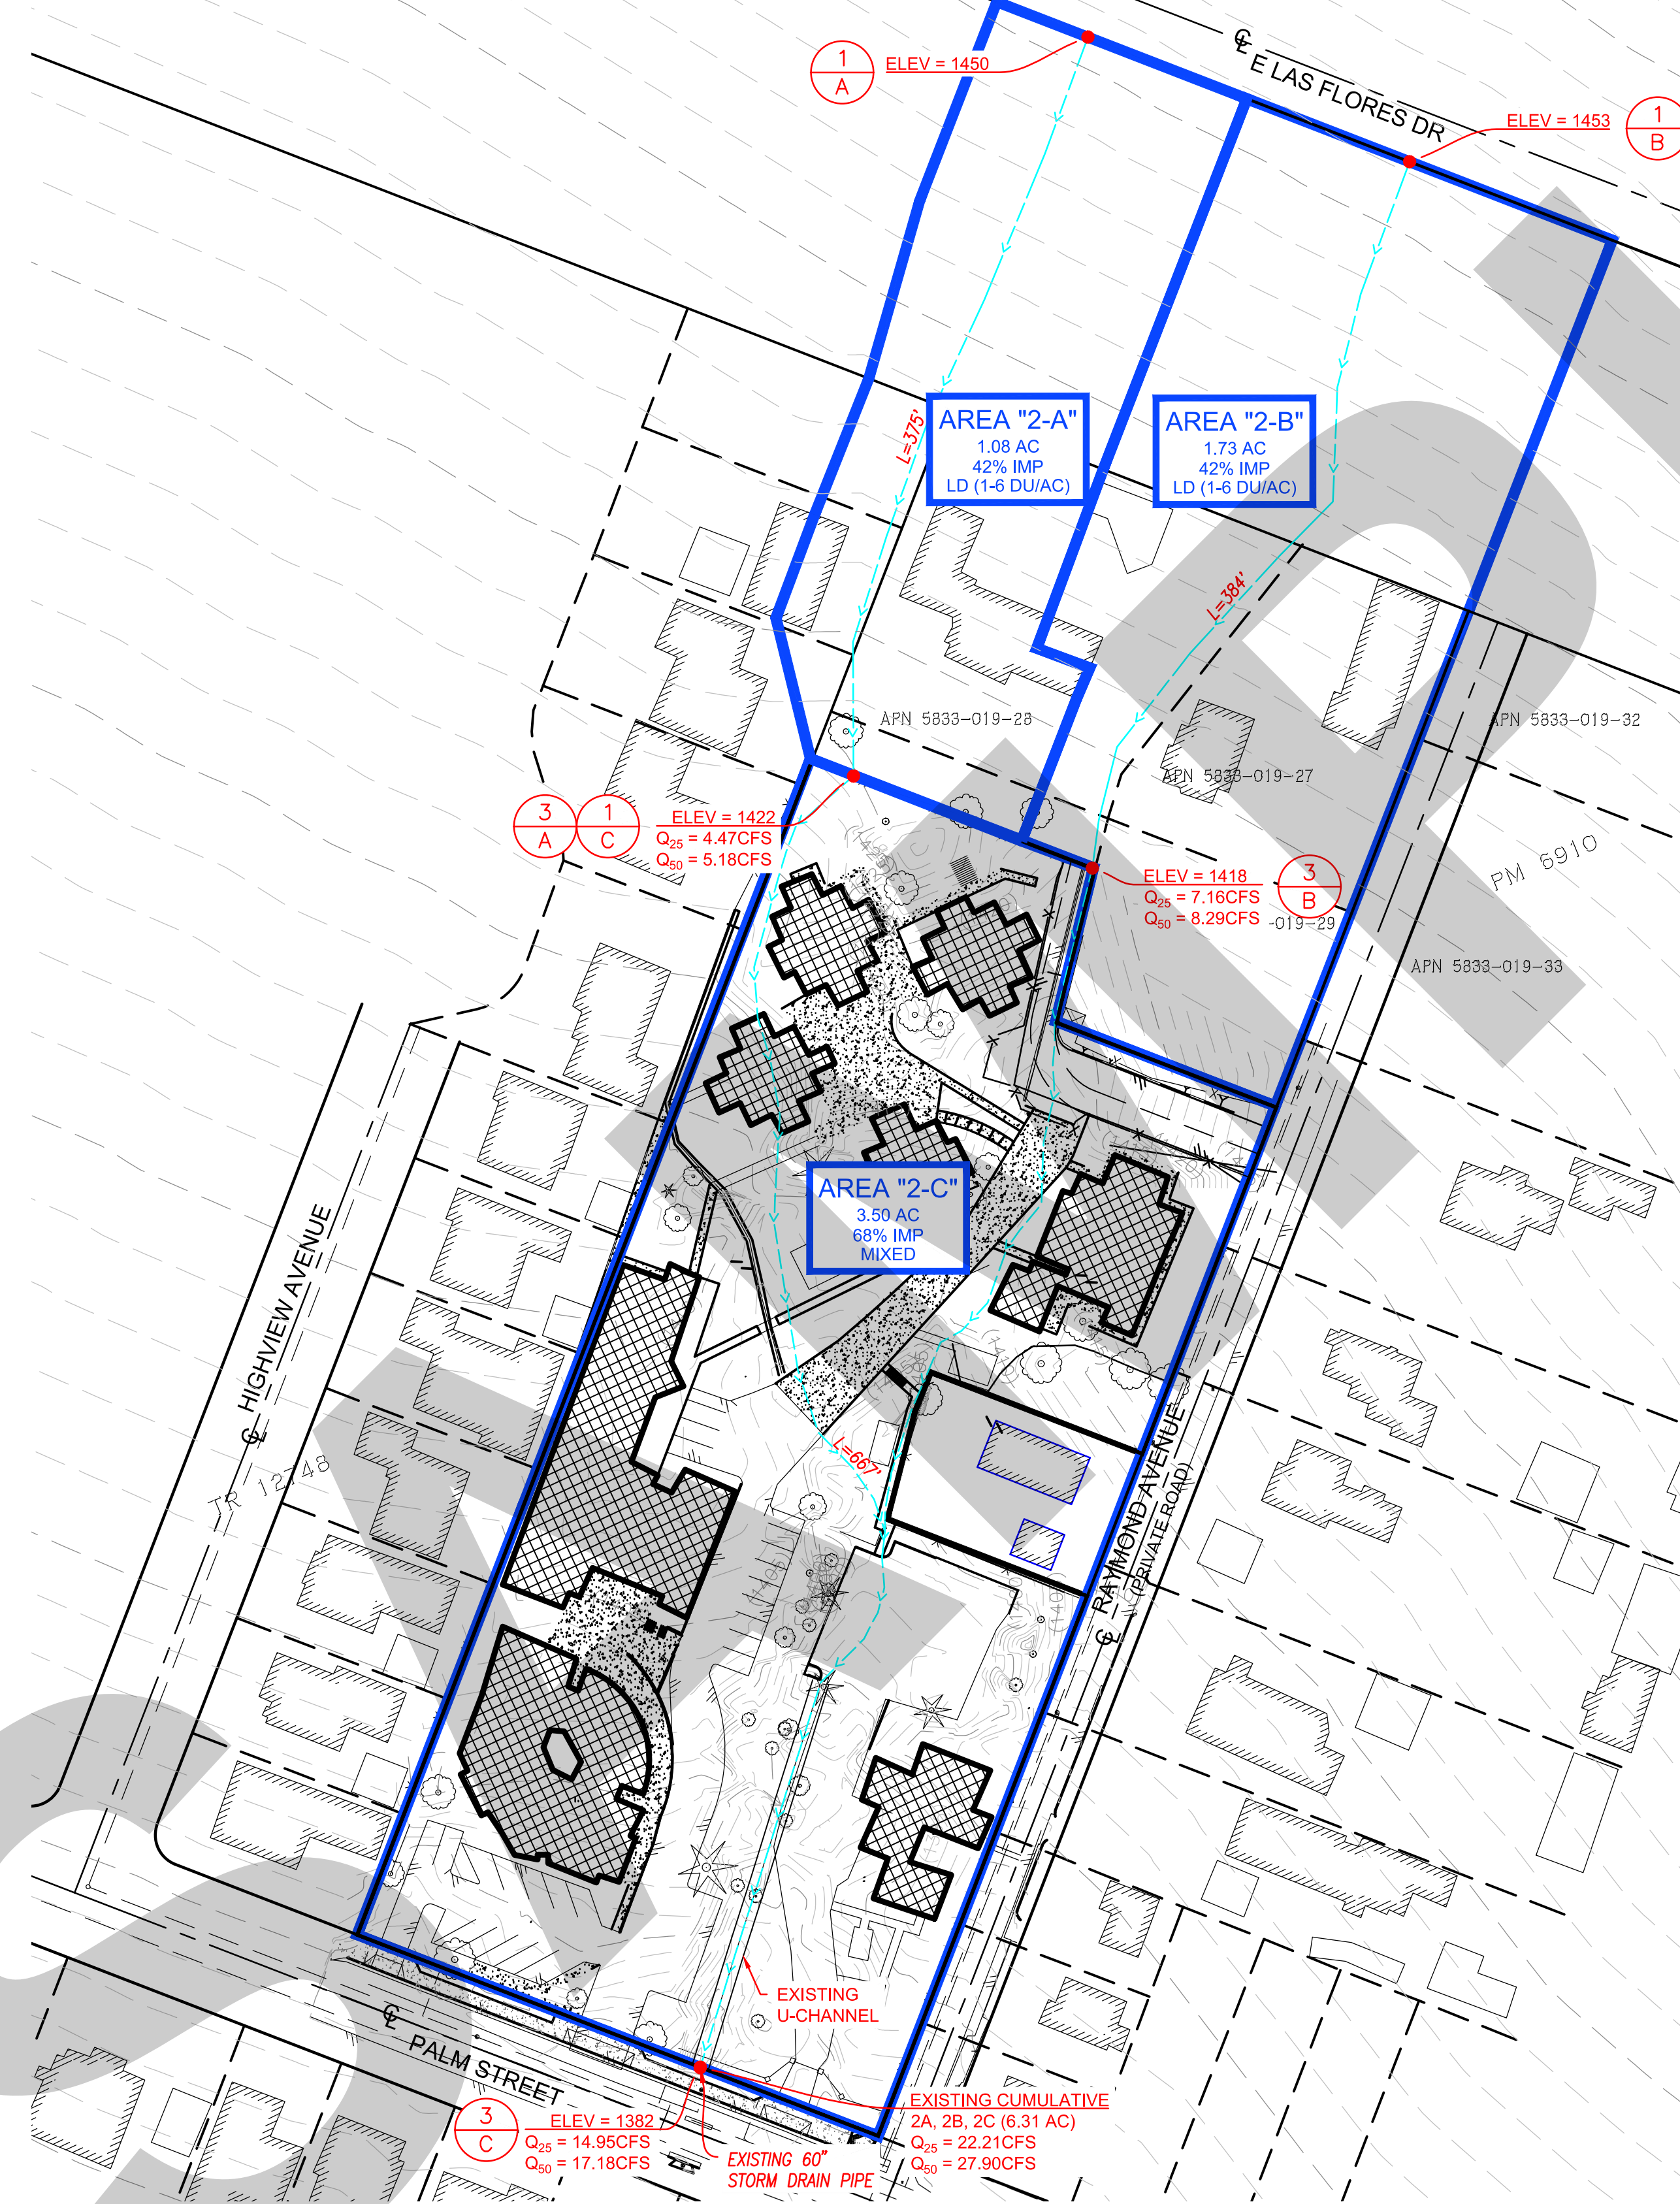 1
A
ELEV = 1450
℄ E LAS FLORES DR
ELEV = 1453
1
B
AREA "2-A"
1.08 AC
42% IMP
LD (1-6 DU/AC)
AREA "2-B"
1.73 AC
42% IMP
LD (1-6 DU/AC)
L=375'
L=384'
APN 5833-019-28
APN 5833-019-32
APN 5833-019-27
3
A
1
C
ELEV = 1422
Q25 = 4.47CFS
Q50 = 5.18CFS
ELEV = 1418
Q25 = 7.16CFS
Q50 = 8.29CFS
3
B
-019-29
PM 6910
APN 5833-019-33
AREA "2-C"
3.50 AC
68% IMP
MIXED
℄ HIGHVIEW AVENUE
TR 12748
L=667'
℄ RAYMOND AVENUE
(PRIVATE ROAD)
D
EXISTING
U-CHANNEL
℄ PALM STREET
3
C
ELEV = 1382
Q25 = 14.95CFS
Q50 = 17.18CFS
EXISTING 60"
STORM DRAIN PIPE
EXISTING CUMULATIVE
2A, 2B, 2C (6.31 AC)
Q25 = 22.21CFS
Q50 = 27.90CFS